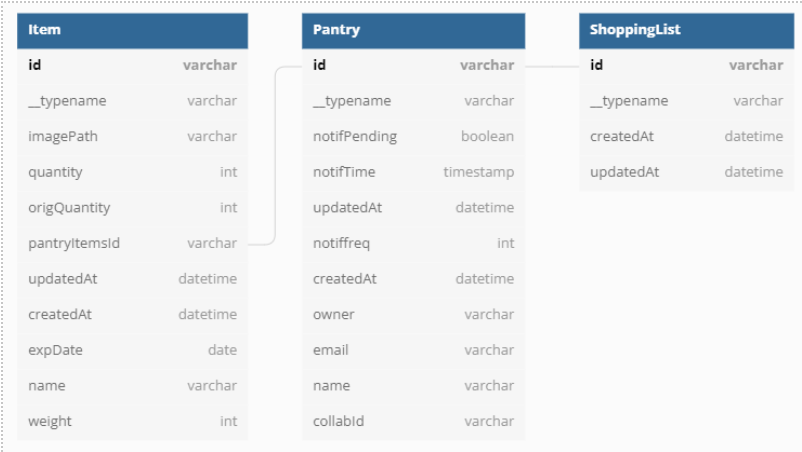 Item
id varchar
__typename varchar
imagePath varchar
quantity int
origQuantity int
pantryItemsId varchar
updatedAt datetime
createdAt datetime
expDate date
name varchar
weight int
Pantry
id varchar
__typename varchar
notifPending boolean
notifTime timestamp
updatedAt datetime
notiffreq int
createdAt datetime
owner varchar
email varchar
name varchar
collabId varchar
ShoppingList
id varchar
__typename varchar
createdAt datetime
updatedAt datetime